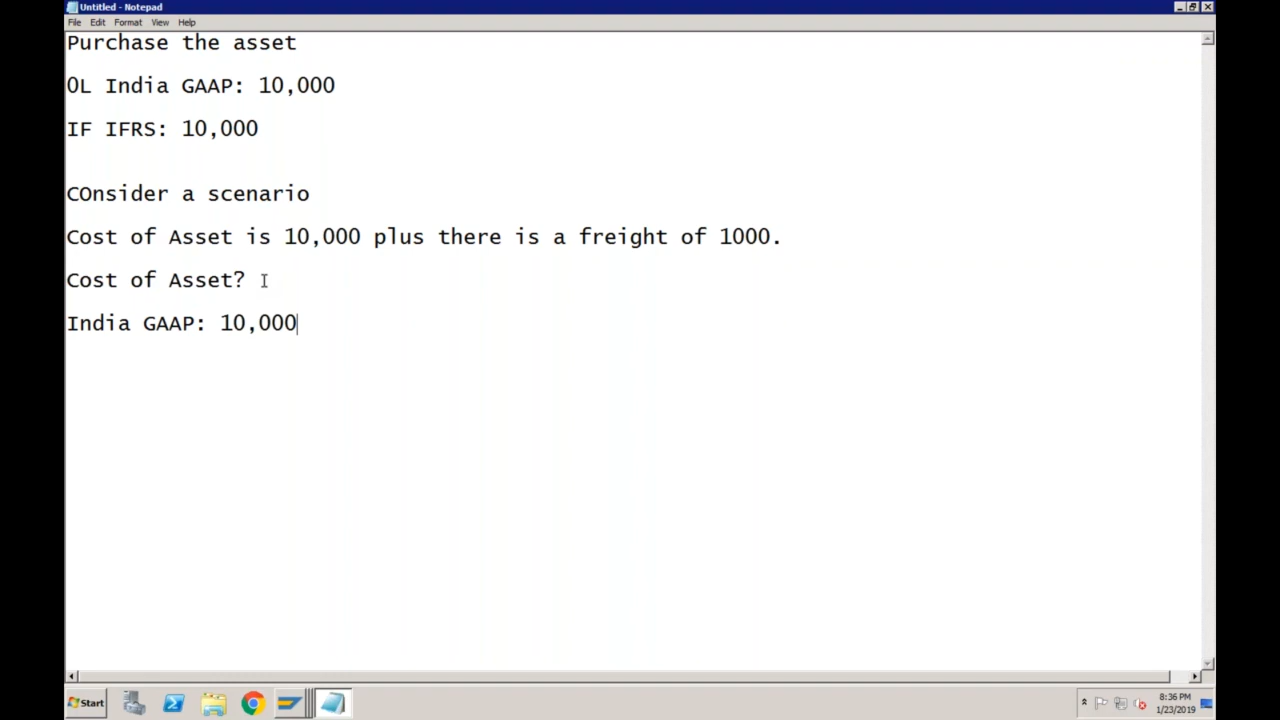 Untitled - Notepad
File Edit Format View Help
Purchase the asset
0L India GAAP: 10,000
IF IFRS: 10,000
COnsider a scenario
Cost of Asset is 10,000 plus there is a freight of 1000.
Cost of Asset?
India GAAP: 10,000
Start
8:36 PM
1/23/2019